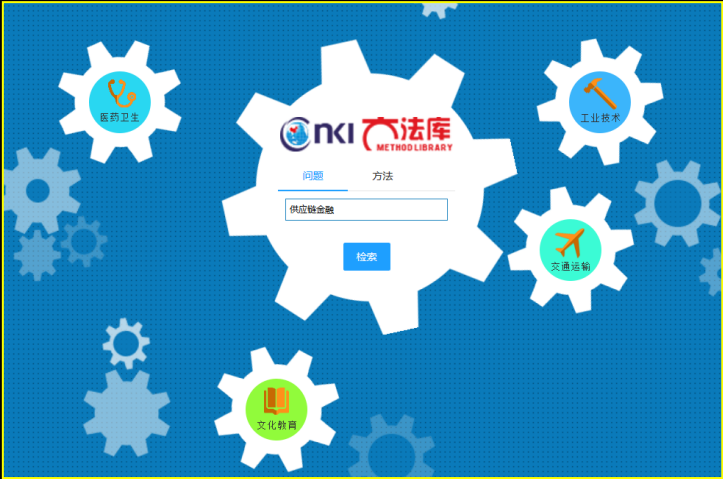 医药卫生
工业技术
cnki 方法库
METHOD LIBRARY
问题 方法
供应链金融
检索
交通运输
文化教育